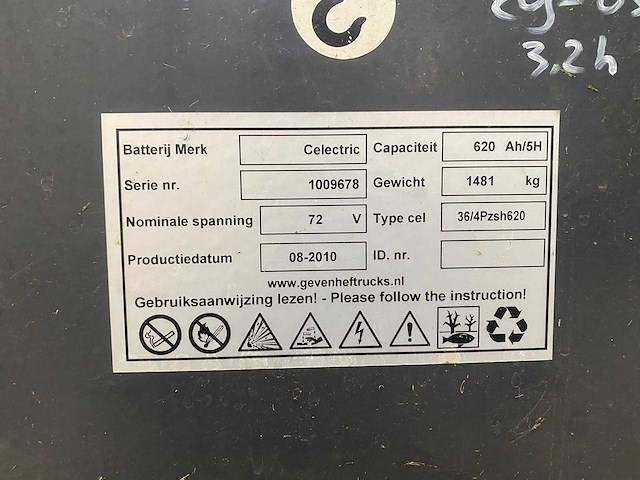 3.2h
Batterij Merk Celectric Capaciteit 620 Ah/5H
Serie nr. 1009678 Gewicht 1481 kg
Nominale spanning 72 V Type cel 36/4Pzsh620
Productiedatum 08-2010 ID. nr.
www.gevenheftrucks.nl
Gebruiksaanwijzing lezen! - Please follow the instruction!